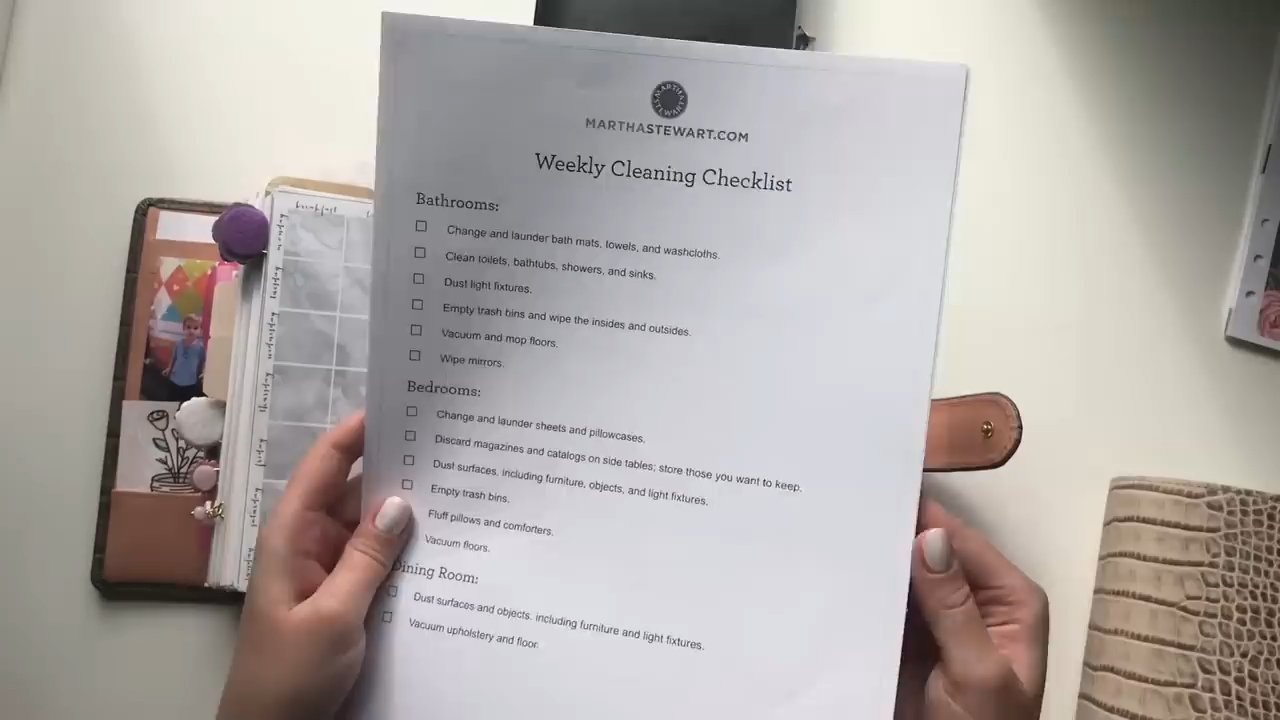 MARTHA STEWART
MARTHASTEWART.COM
Weekly Cleaning Checklist
Bathrooms:
Change and launder bath mats, towels, and washcloths.
Clean toilets, bathtubs, showers, and sinks.
Dust light fixtures.
Empty trash bins and wipe the insides and outsides.
Vacuum and mop floors.
Wipe mirrors.
Bedrooms:
Change and launder sheets and pillowcases.
Discard magazines and catalogs on side tables; store those you want to keep.
Dust surfaces, including furniture, objects, and light fixtures.
Empty trash bins.
Fluff pillows and comforters.
Vacuum floors.
Dining Room:
Dust surfaces and objects, including furniture and light fixtures.
Vacuum upholstery and floor.
breakfast